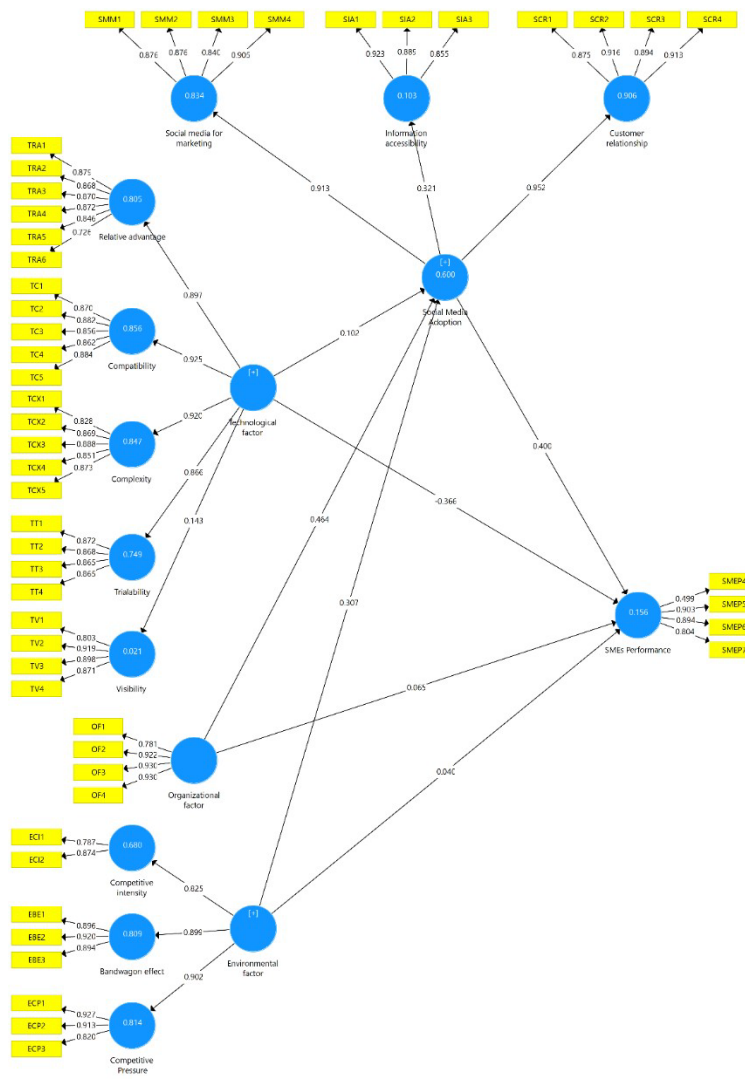 SMM1 SMM2 SMM3 SMM4
SIA1 SIA2 SIA3
SCR1 SCR2 SCR3 SCR4
0.876 0.876 0.840 0.905
0.923 0.885 0.855
0.875 0.916 0.894 0.913
0.834
Social media for
marketing
0.103
Information
accessibility
0.906
Customer
relationship
0.913
0.321
0.952
TRA1
TRA2
TRA3
TRA4
TRA5
TRA6
0.879
0.868
0.870
0.872
0.846
0.726
0.805
Relative advantage
0.897
[+]
0.600
Social Media
Adoption
TC1
TC2
TC3
TC4
TC5
0.870
0.882
0.856
0.862
0.884
0.856
Compatibility
0.925
0.102
[+]
Technological
factor
TCX1
TCX2
TCX3
TCX4
TCX5
0.828
0.869
0.888
0.851
0.873
0.847
Complexity
0.920
0.866
0.143
0.400
-0.366
0.464
0.307
TT1
TT2
TT3
TT4
0.872
0.868
0.865
0.865
0.749
Trialability
TV1
TV2
TV3
TV4
0.803
0.919
0.898
0.871
0.021
Visibility
0.156
SMEs Performance
0.499
0.903
0.894
0.804
SMEP4
SMEP5
SMEP6
SMEP7
0.065
0.040
OF1
OF2
OF3
OF4
0.781
0.922
0.930
0.930
Organizational
factor
ECI1
ECI2
0.787
0.874
0.680
Competitive
intensity
0.825
EBE1
EBE2
EBE3
0.896
0.920
0.894
0.809
Bandwagon effect
0.899
[+]
Environmental
factor
0.902
ECP1
ECP2
ECP3
0.927
0.913
0.820
0.814
Competitive
Pressure